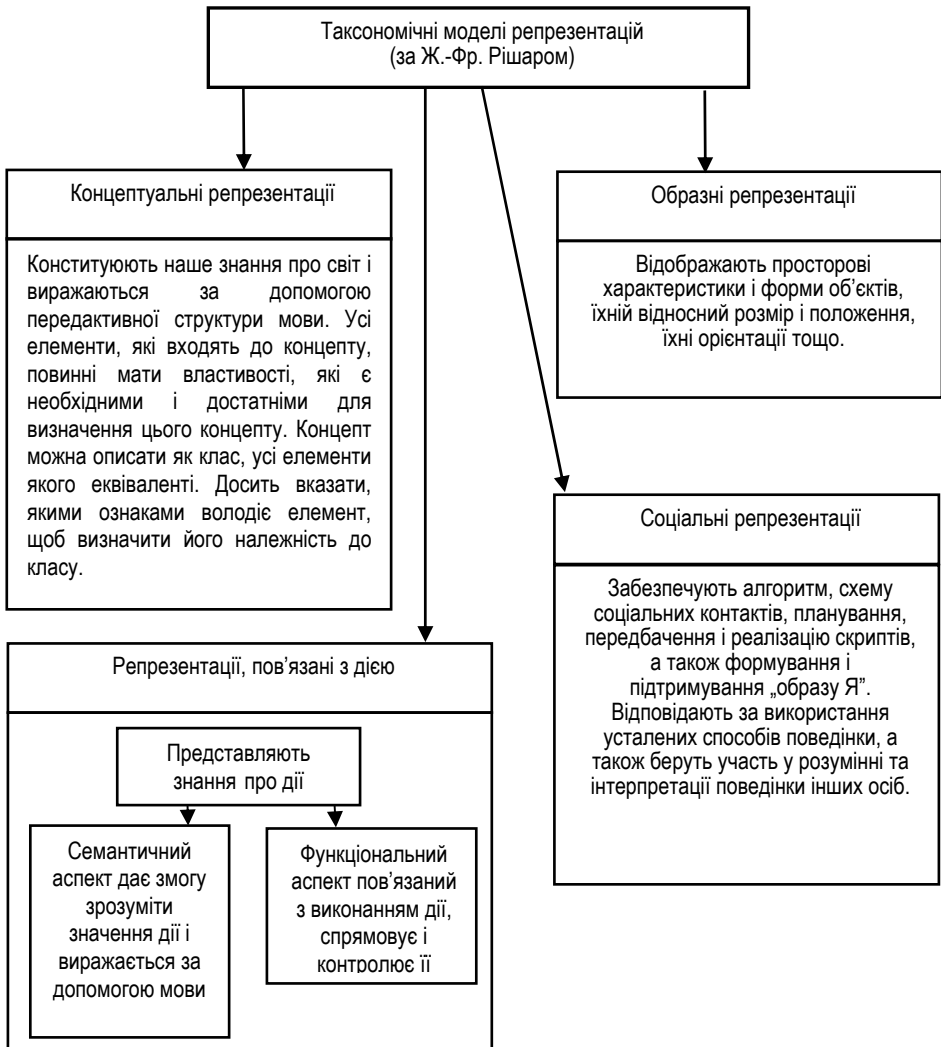 Таксономічні моделі репрезентацій
(за Ж.-Фр. Рішаром)
Концептуальні репрезентації
Конституюють наше знання про світ і
виражаються за допомогою
передактивної структури мови. Усі
елементи, які входять до концепту,
повинні мати властивості, які є
необхідними і достатніми для
визначення цього концепту. Концепт
можна описати як клас, усі елементи
якого еквіваленті. Досить вказати,
якими ознаками володіє елемент,
щоб визначити його належність до
класу.
Образні репрезентації
Відображають просторові
характеристики і форми об’єктів,
їхній відносний розмір і положення,
їхні орієнтації тощо.
Соціальні репрезентації
Забезпечують алгоритм, схему
соціальних контактів, планування,
передбачення і реалізацію скриптів,
а також формування і
підтримування „образу Я”.
Відповідають за використання
усталених способів поведінки, а
також беруть участь у розумінні та
інтерпретації поведінки інших осіб.
Репрезентації, пов’язані з дією
Представляють
знання про дії
Семантичний
аспект дає змогу
зрозуміти
значення дії і
виражається за
допомогою мови
Функціональний
аспект пов’язаний
з виконанням дії,
спрямовує і
контролює її